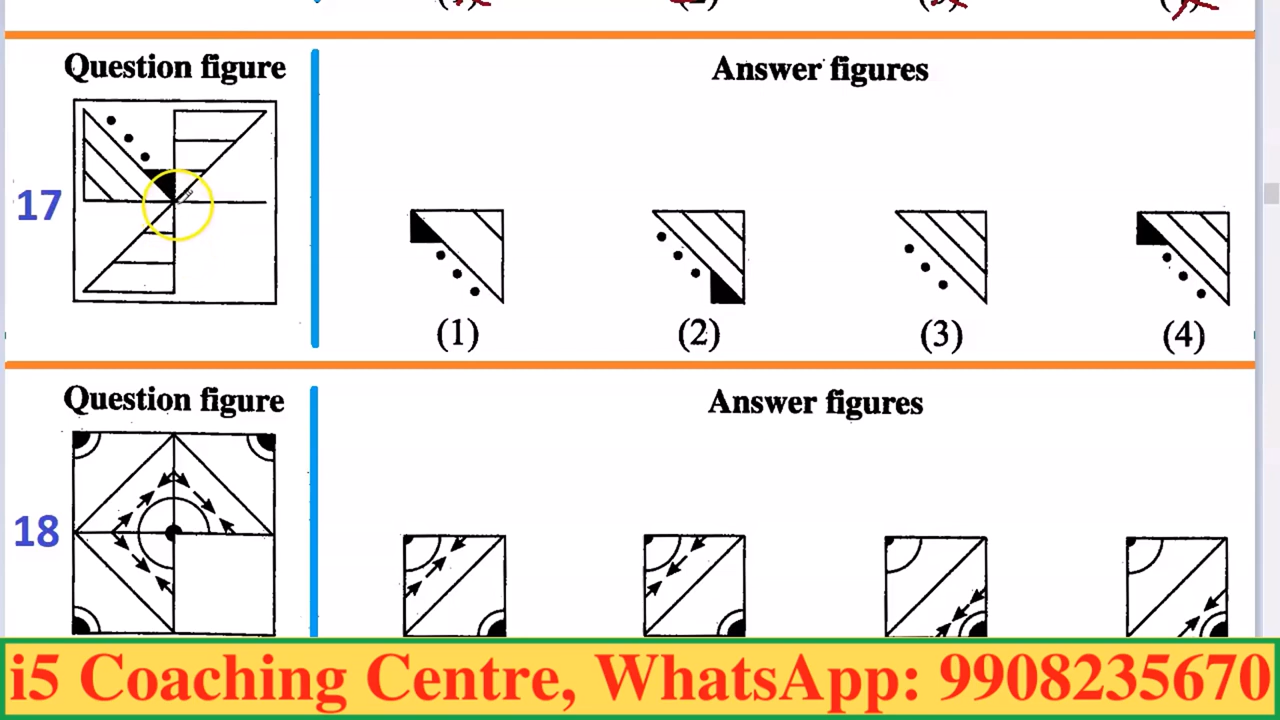 Question figure
Answer figures
17
(1)
(2)
(3)
(4)
Question figure
Answer figures
18
i5 Coaching Centre, WhatsApp: 9908235670